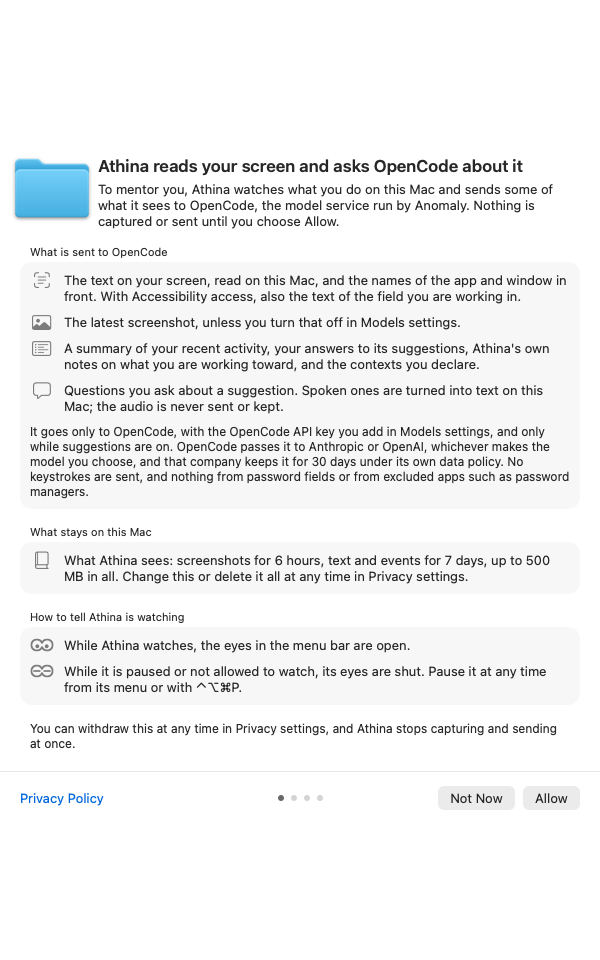 Athina reads your screen and asks OpenCode about it
To mentor you, Athina watches what you do on this Mac and sends some of
what it sees to OpenCode, the model service run by Anomaly. Nothing is
captured or sent until you choose Allow.
What is sent to OpenCode
The text on your screen, read on this Mac, and the names of the app and window in
front. With Accessibility access, also the text of the field you are working in.
The latest screenshot, unless you turn that off in Models settings.
A summary of your recent activity, your answers to its suggestions, Athina's own
notes on what you are working toward, and the contexts you declare.
Questions you ask about a suggestion. Spoken ones are turned into text on this
Mac; the audio is never sent or kept.
It goes only to OpenCode, with the OpenCode API key you add in Models settings, and only
while suggestions are on. OpenCode passes it to Anthropic or OpenAI, whichever makes the
model you choose, and that company keeps it for 30 days under its own data policy. No
keystrokes are sent, and nothing from password fields or from excluded apps such as password
managers.
What stays on this Mac
What Athina sees: screenshots for 6 hours, text and events for 7 days, up to 500
MB in all. Change this or delete it all at any time in Privacy settings.
How to tell Athina is watching
While Athina watches, the eyes in the menu bar are open.
While it is paused or not allowed to watch, its eyes are shut. Pause it at any time
from its menu or with ⌃⌥⌘P.
You can withdraw this at any time in Privacy settings, and Athina stops capturing and sending
at once.
Privacy Policy
Not Now
Allow